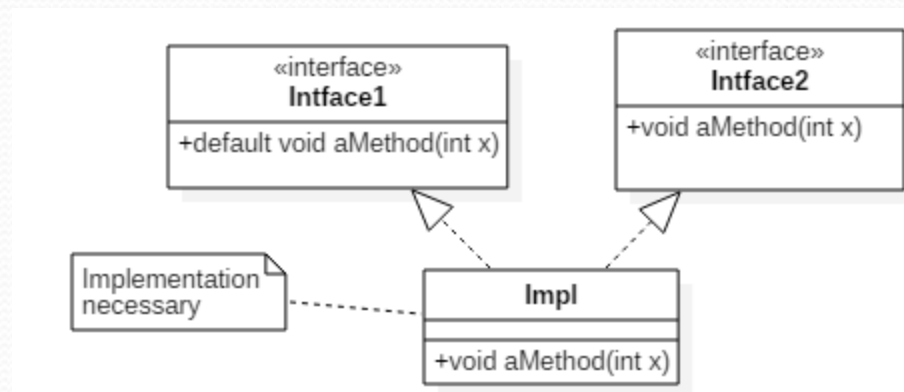 «interface»
Intface1
+default void aMethod(int x)
«interface»
Intface2
+void aMethod(int x)
Implementation
necessary
Impl
+void aMethod(int x)